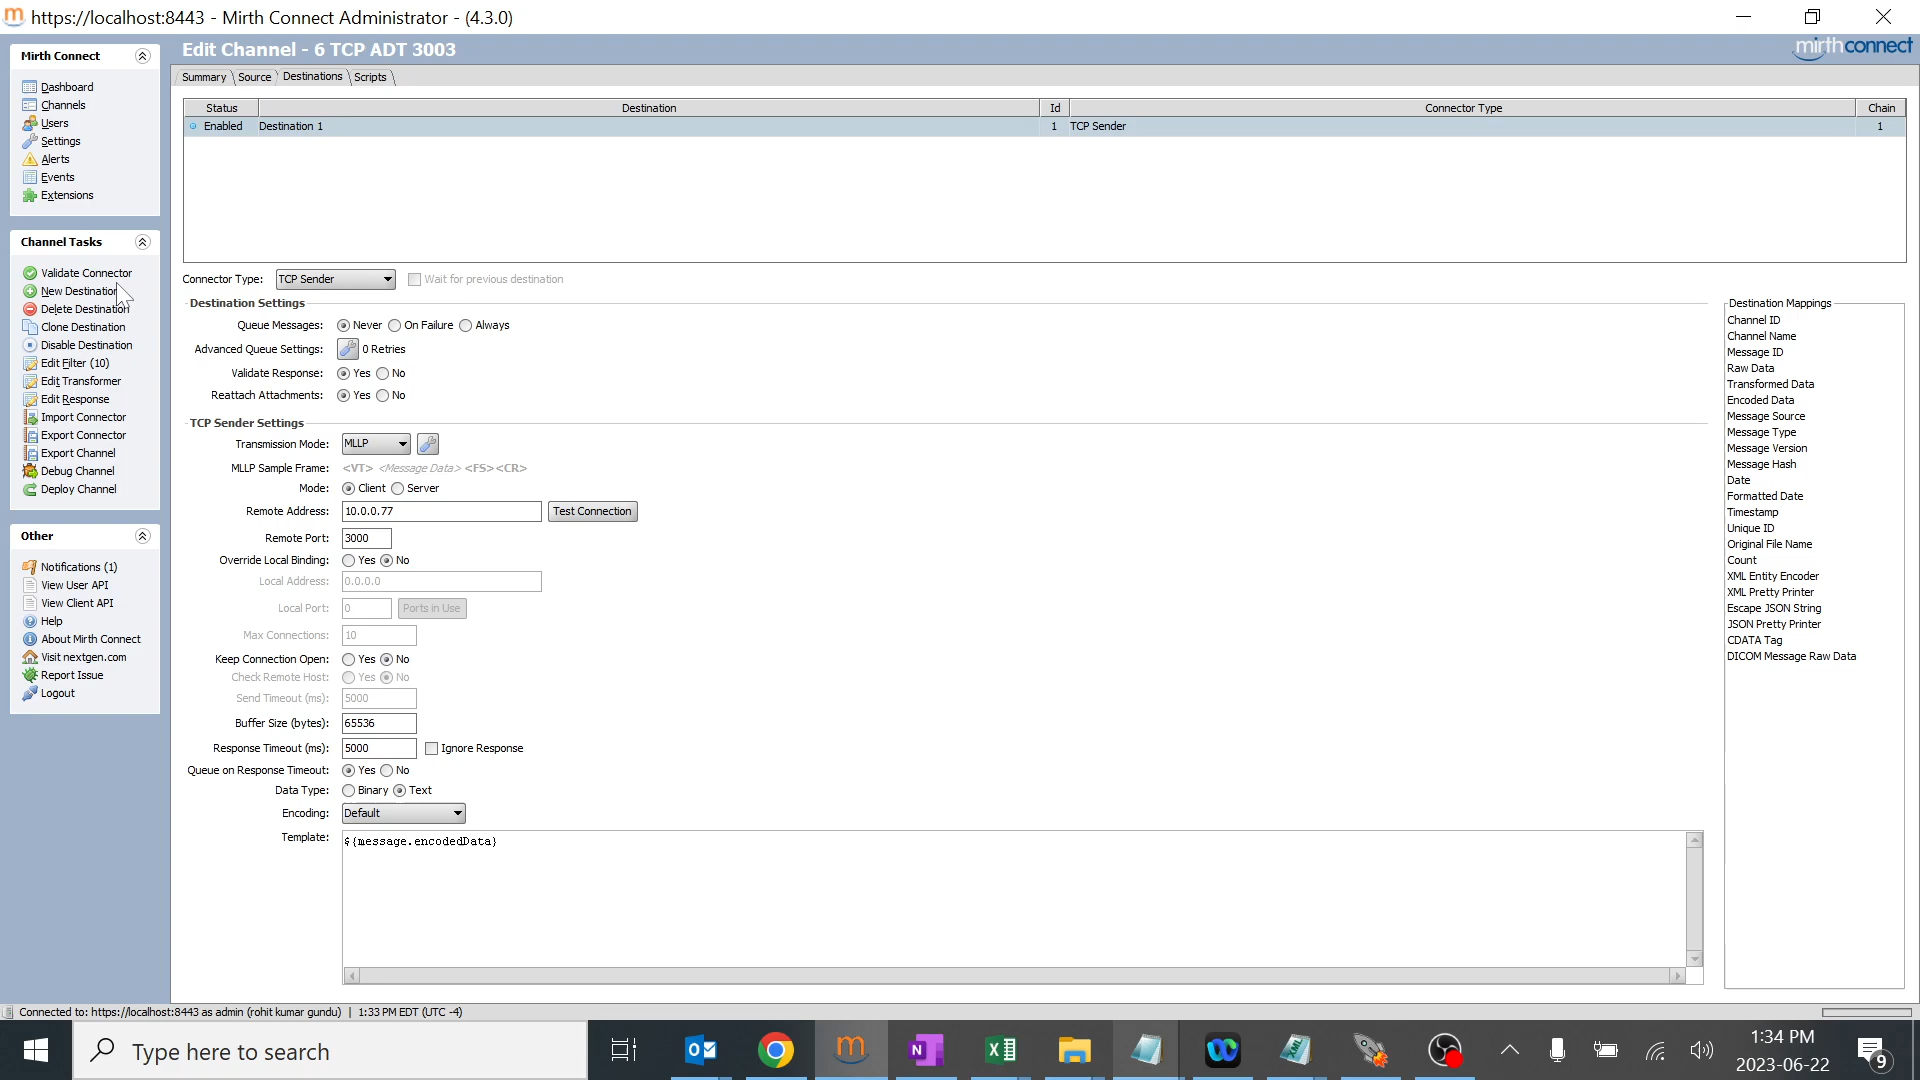 https://localhost:8443 - Mirth Connect Administrator - (4.3.0)
Mirth Connect
Edit Channel - 6 TCP ADT 3003
mirthconnect
Summary Source Destinations Scripts
Dashboard
Channels
Users
Settings
Alerts
Events
Extensions
Status Destination Id Connector Type Chain
Enabled Destination 1 1 TCP Sender 1
Channel Tasks
Validate Connector
New Destination
Delete Destination
Clone Destination
Disable Destination
Edit Filter (10)
Edit Transformer
Edit Response
Import Connector
Export Connector
Export Channel
Debug Channel
Deploy Channel
Other
Notifications (1)
View User API
View Client API
Help
About Mirth Connect
Visit nextgen.com
Report Issue
Logout
Connector Type: TCP Sender Wait for previous destination
Destination Settings
Queue Messages: Never On Failure Always
Advanced Queue Settings: 0 Retries
Validate Response: Yes No
Reattach Attachments: Yes No
TCP Sender Settings
Transmission Mode: MLLP
MLLP Sample Frame: <VT> <Message Data> <FS><CR>
Mode: Client Server
Remote Address: 10.0.0.77 Test Connection
Remote Port: 3000
Override Local Binding: Yes No
Local Address: 0.0.0.0
Local Port: 0 Ports in Use
Max Connections: 10
Keep Connection Open: Yes No
Check Remote Host: Yes No
Send Timeout (ms): 5000
Buffer Size (bytes): 65536
Response Timeout (ms): 5000 Ignore Response
Queue on Response Timeout: Yes No
Data Type: Binary Text
Encoding: Default
Template: ${message.encodedData}
Destination Mappings
Channel ID
Channel Name
Message ID
Raw Data
Transformed Data
Encoded Data
Message Source
Message Type
Message Version
Message Hash
Date
Formatted Date
Timestamp
Unique ID
Original File Name
Count
XML Entity Encoder
XML Pretty Printer
Escape JSON String
JSON Pretty Printer
CDATA Tag
DICOM Message Raw Data
Connected to: https://localhost:8443 as admin (rohit kumar gundu) | 1:33 PM EDT (UTC -4)
Type here to search
1:34 PM
2023-06-22
9